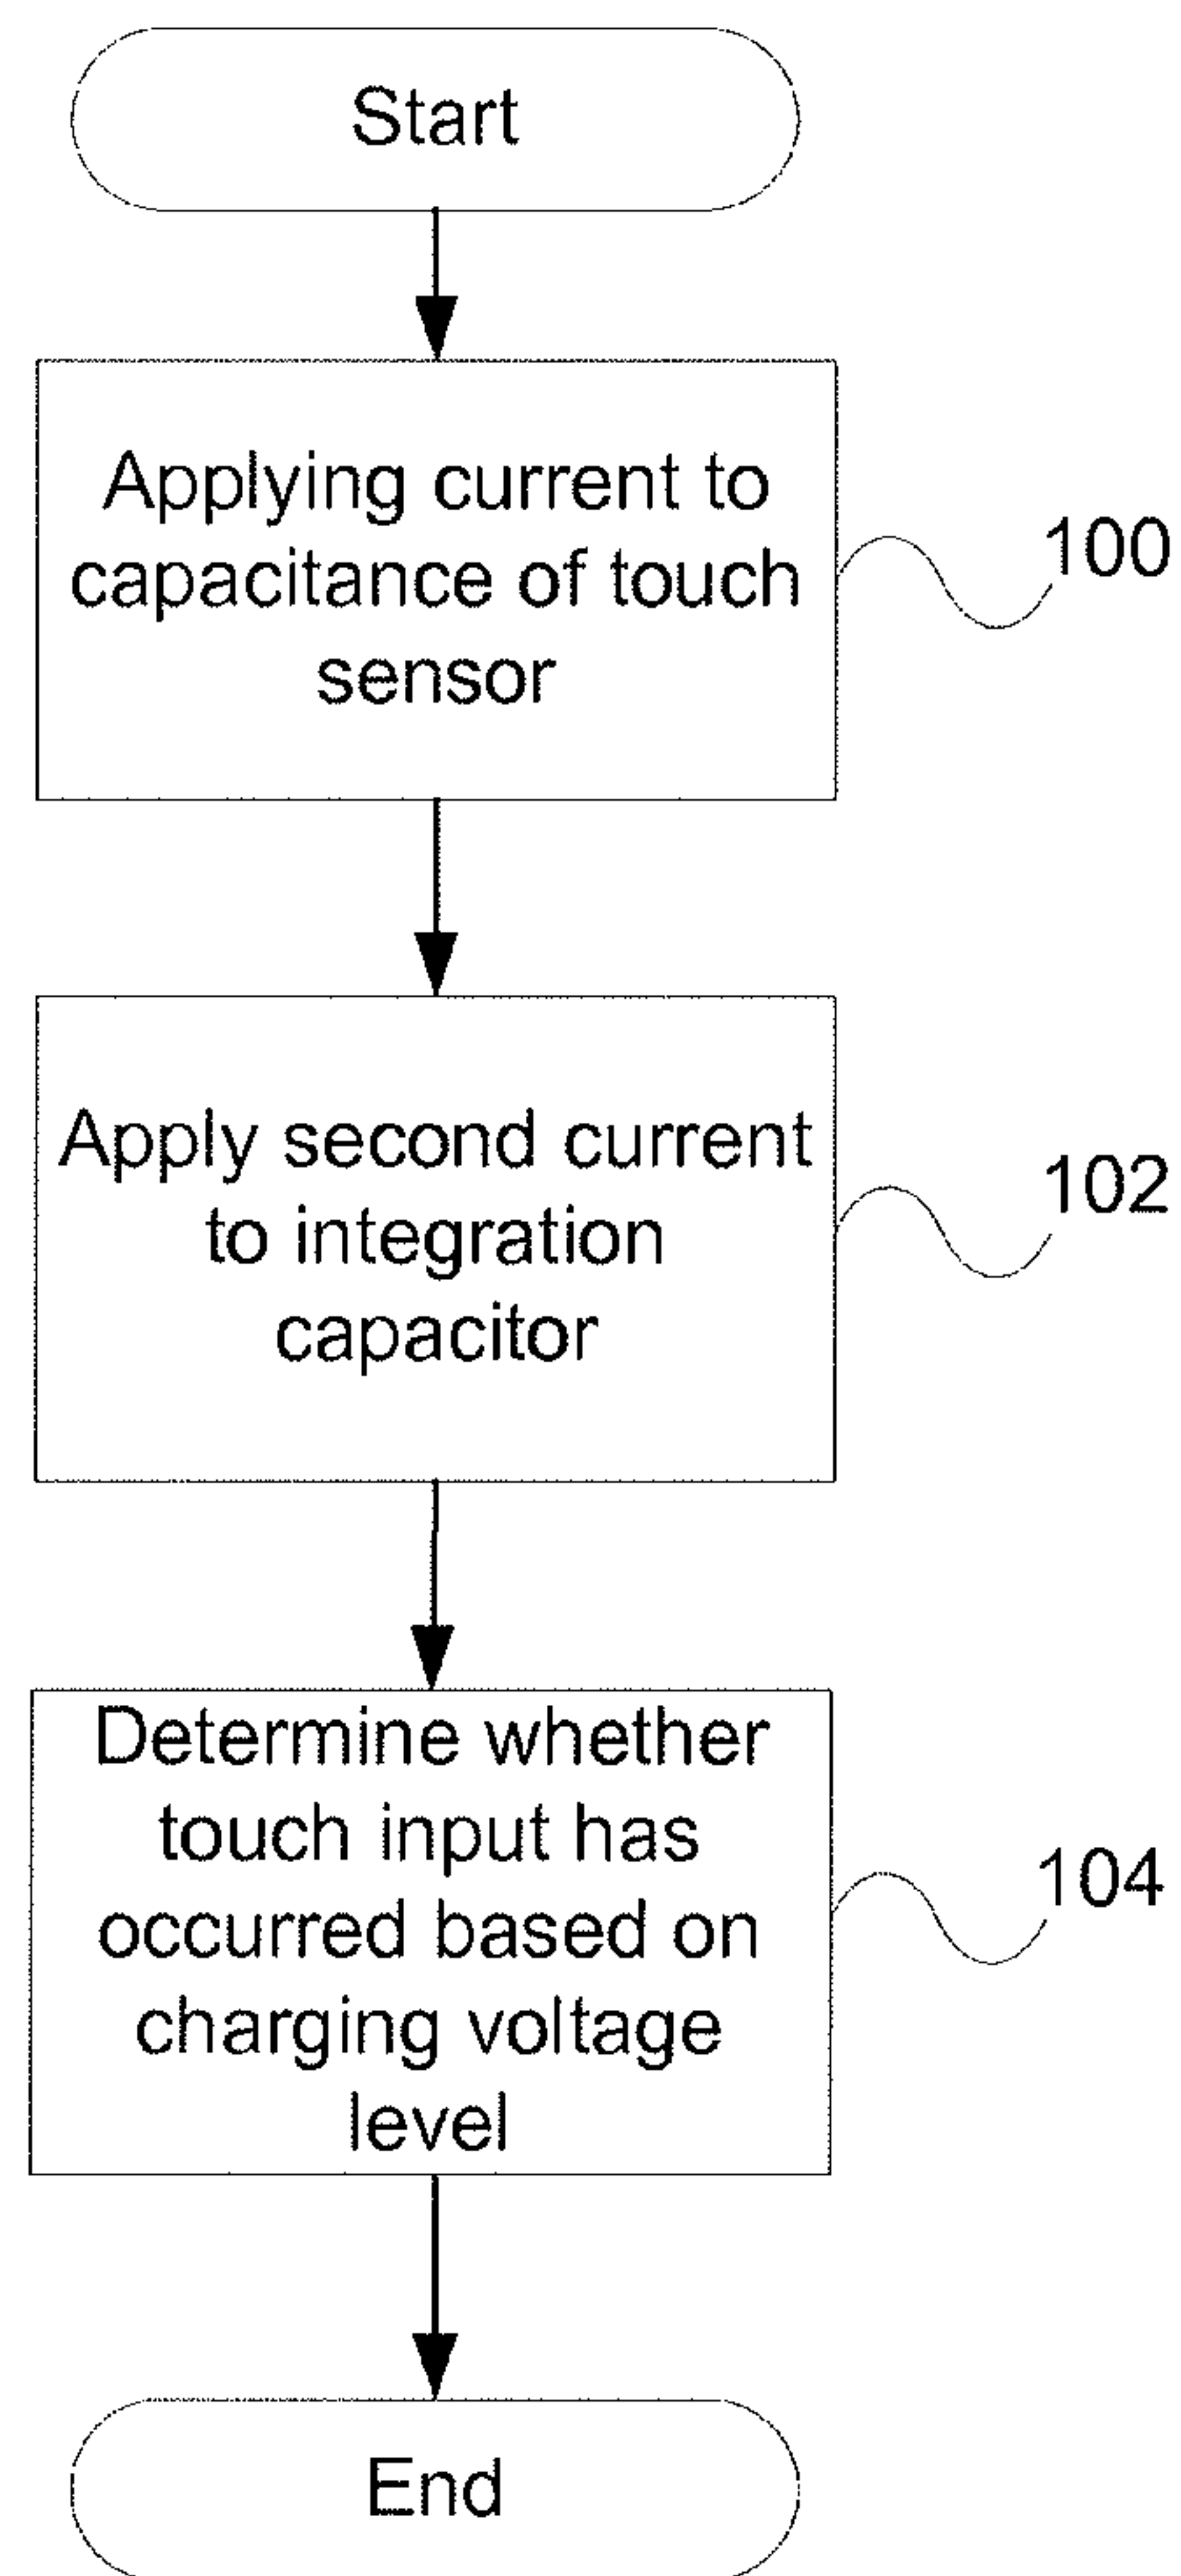 Start
Applying current to
capacitance of touch
sensor
100
Apply second current
to integration
capacitor
102
Determine whether
touch input has
occurred based on
charging voltage
level
104
End